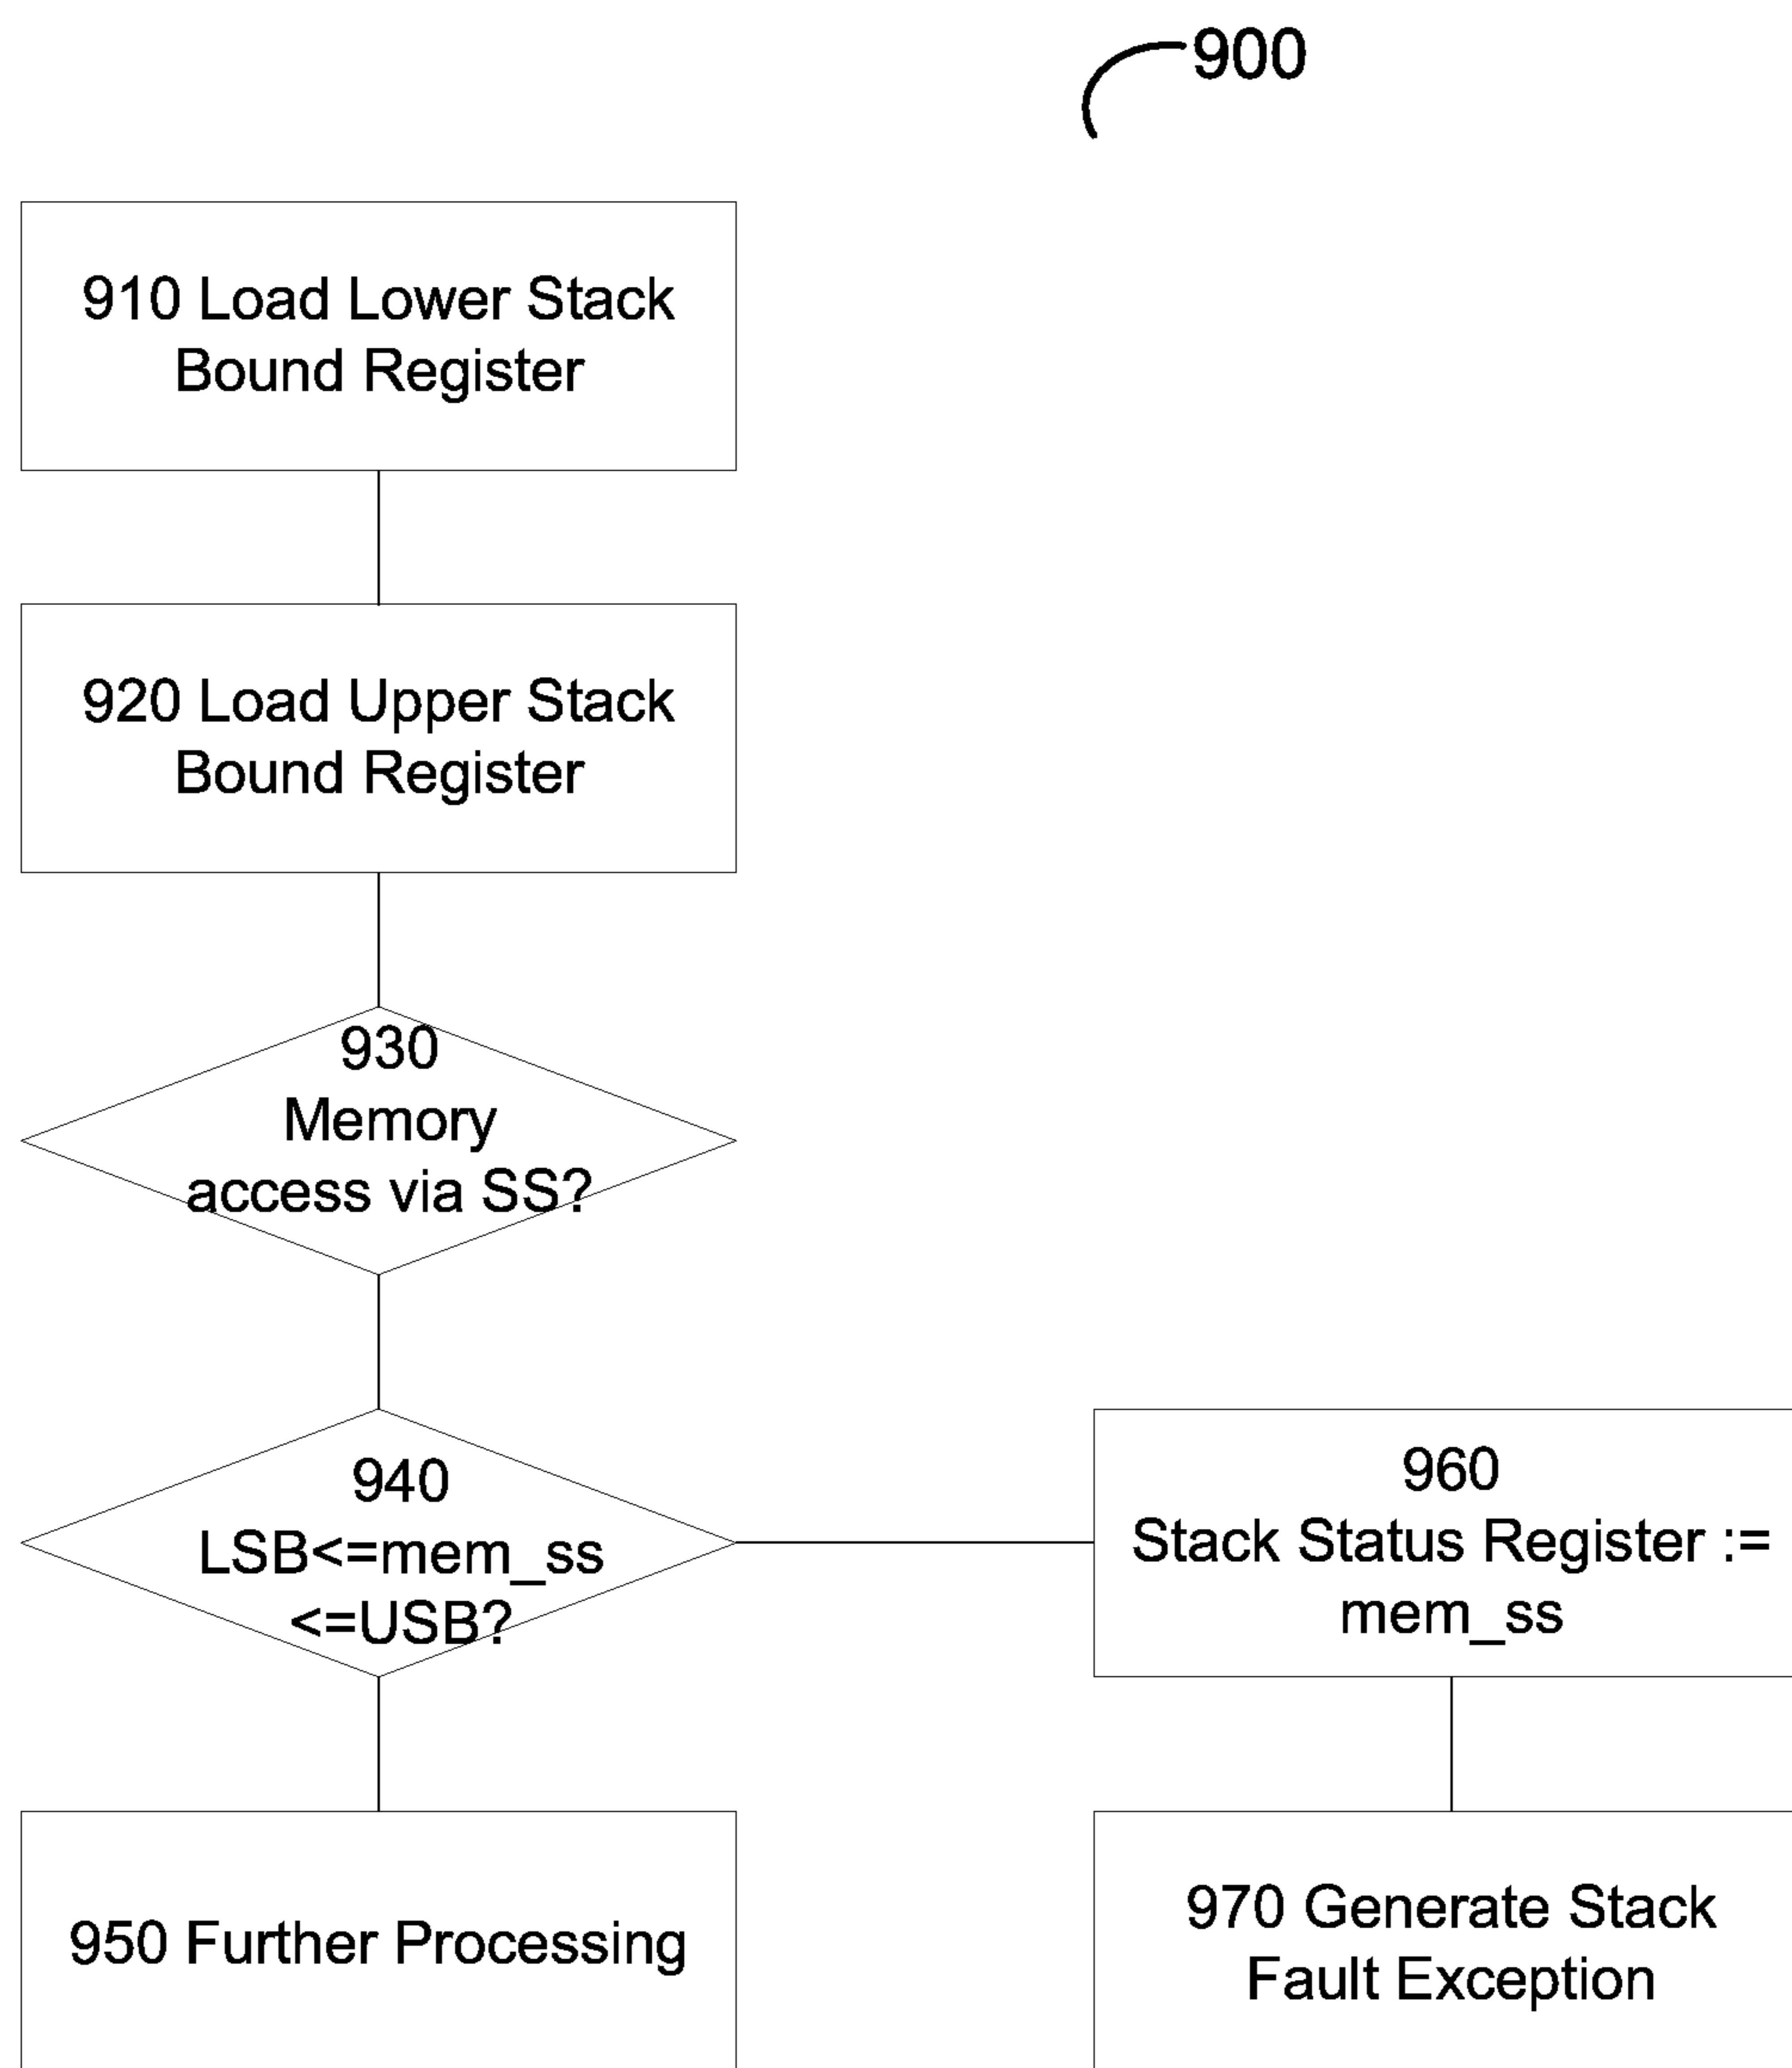 900
910 Load Lower Stack
Bound Register
920 Load Upper Stack
Bound Register
930
Memory
access via SS?
940
LSB<=mem_ss
<=USB?
960
Stack Status Register :=
mem_ss
950 Further Processing
970 Generate Stack
Fault Exception